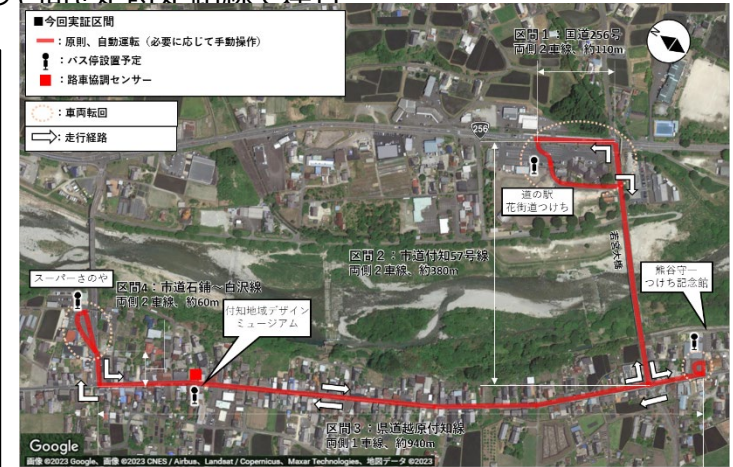 ■今回実証区間
：原則、自動運転（必要に応じて手動操作）
：バス停設置予定
：路車協調センサー
：車両転回
：走行経路
区間１：国道256号
両側２車線、約110m
256
道の駅
花街道つけち
若宮大橋
区間２：市道付知57号線
両側２車線、約380m
熊谷守一
つけち記念館
スーパーさのや
区間4：市道石鋪～白沢線
両側２車線、約60m
付知地域デザイン
ミュージアム
区間３：県道越原付知線
両側１車線、約940m
Google
画像 ©2023 Google、画像 ©2023 CNES / Airbus、Landsat / Copernicus、Maxar Technologies、地図データ ©2023